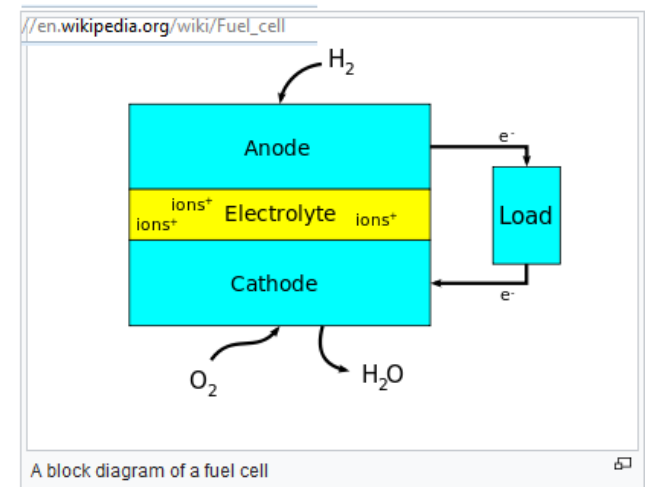 //en.wikipedia.org/wiki/Fuel_cell
H₂
Anode
e⁻
ions⁺
ions⁺ Electrolyte ions⁺
Load
Cathode
e⁻
O₂
H₂O
A block diagram of a fuel cell